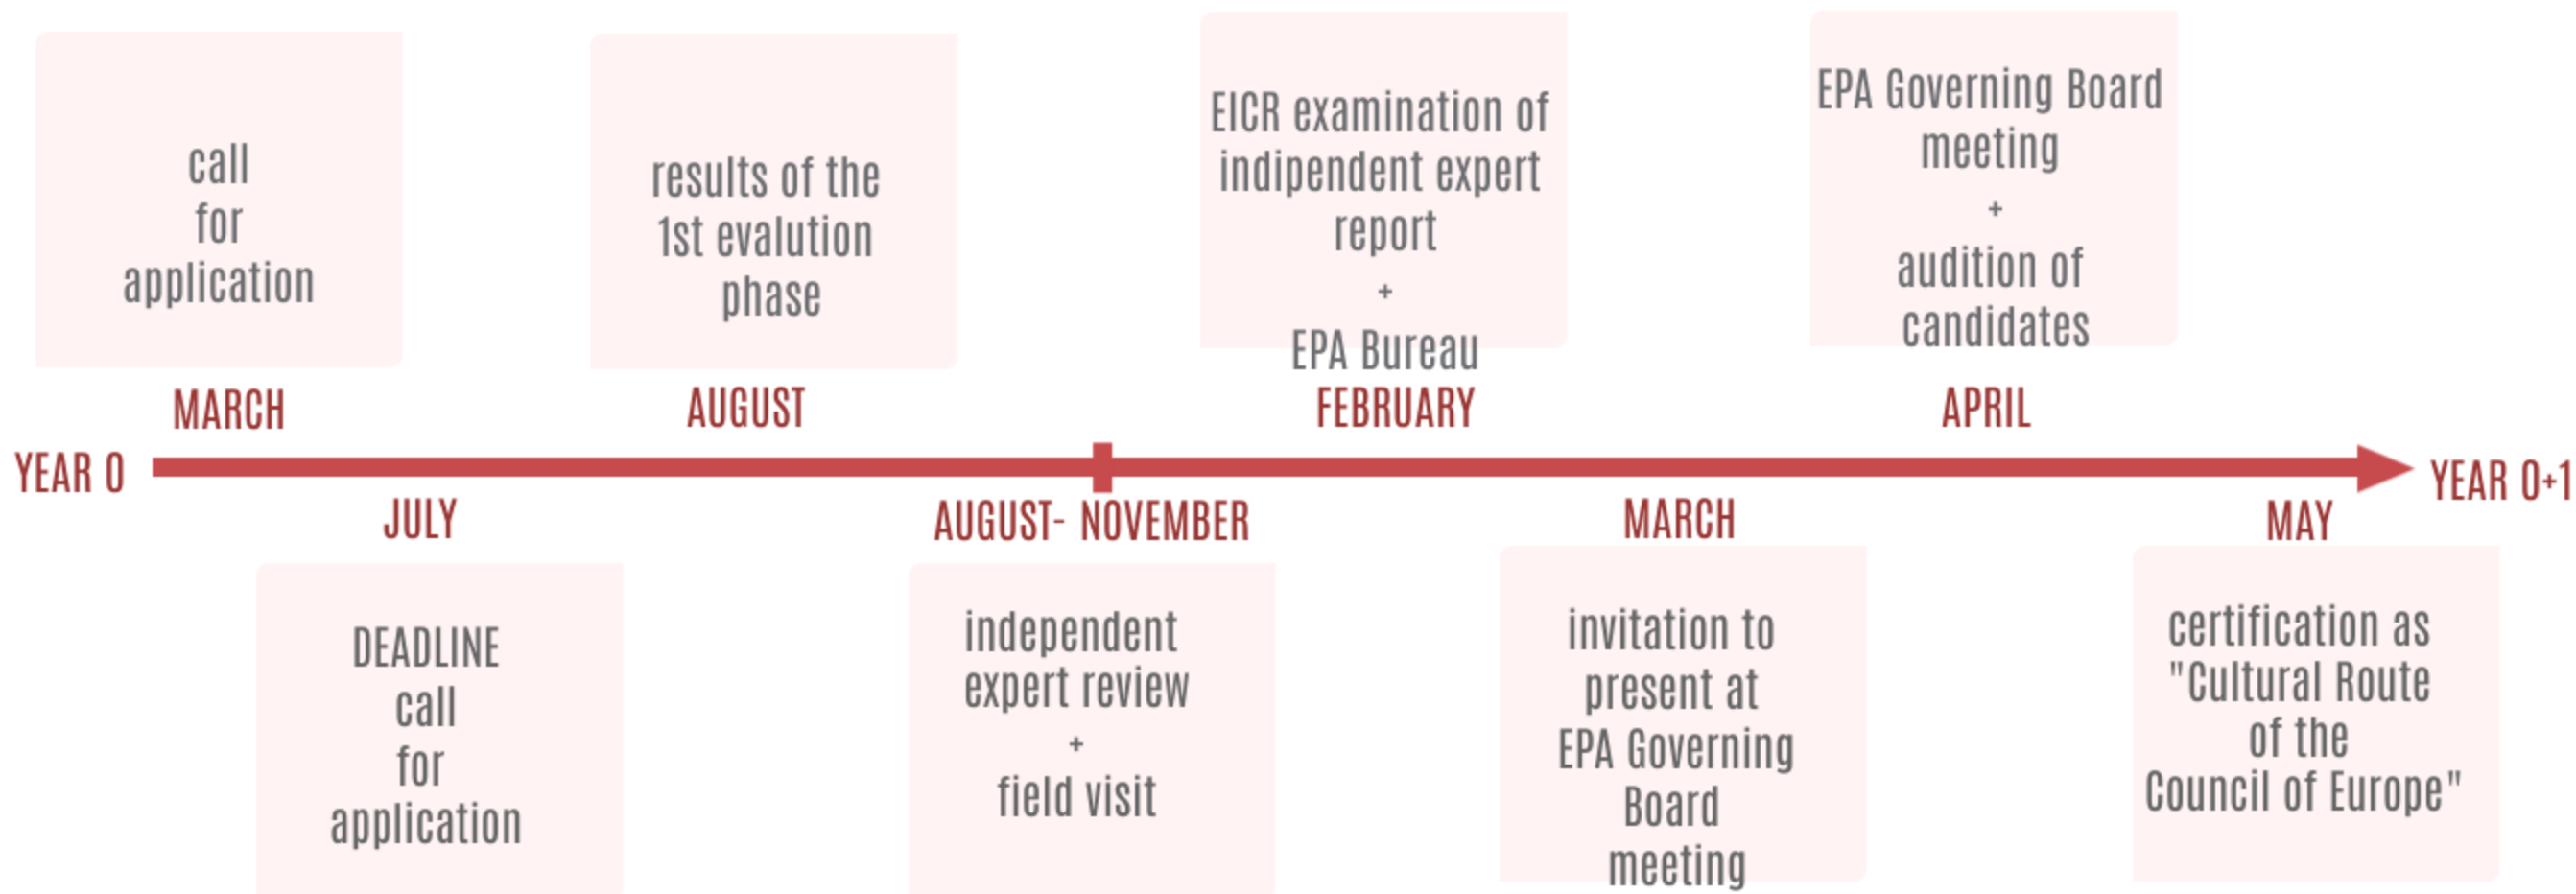 call
for
application
MARCH
results of the
1st evalution
phase
AUGUST
EICR examination of
indipendent expert
report
+
EPA Bureau
FEBRUARY
EPA Governing Board
meeting
+
audition of
candidates
APRIL
YEAR 0
YEAR 0+1
JULY
DEADLINE
call
for
application
AUGUST- NOVEMBER
independent
expert review
+
field visit
MARCH
invitation to
present at
EPA Governing
Board
meeting
MAY
certification as
"Cultural Route
of the
Council of Europe"